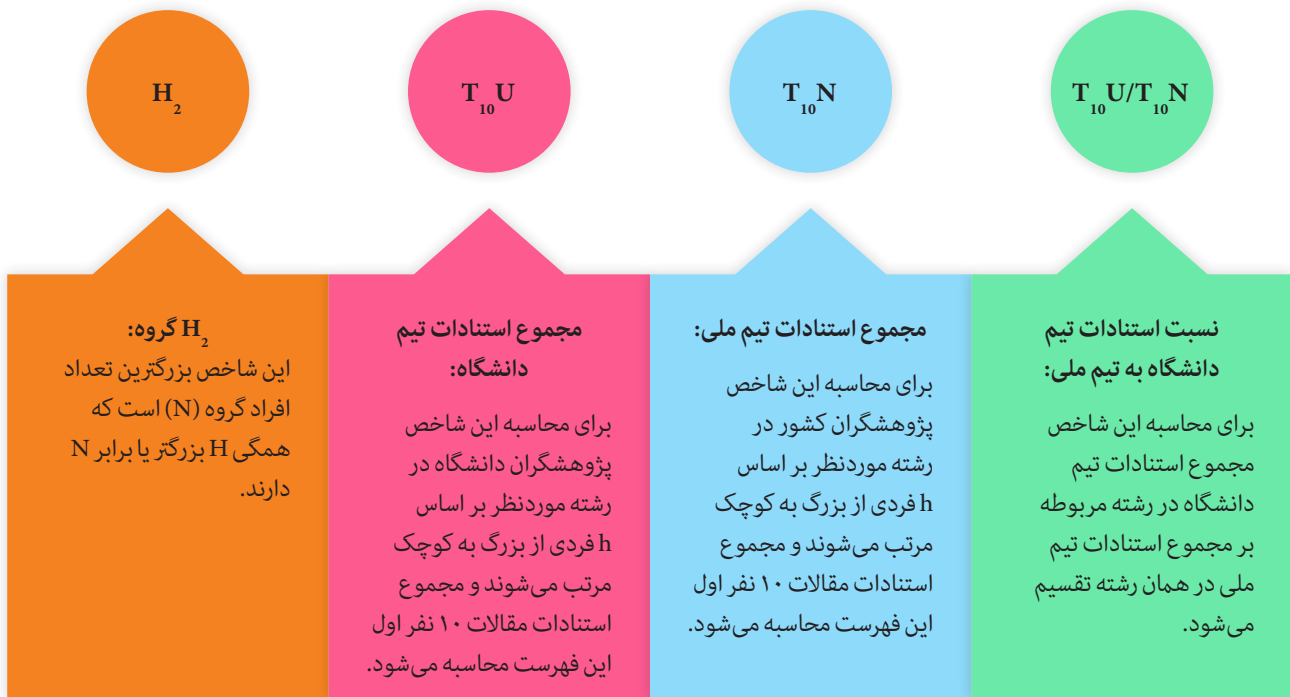 T₁₀U/T₁₀N
نسبت استنادات تیم
دانشگاه به تیم ملی:
برای محاسبه این شاخص
مجموع استنادات تیم
دانشگاه در رشته مربوطه
بر مجموع استنادات تیم
ملی در همان رشته تقسیم
می‌شود.
T₁₀N
مجموع استنادات تیم ملی:
برای محاسبه این شاخص
پژوهشگران کشور در
رشته موردنظر بر اساس
h فردی از بزرگ به کوچک
مرتب می‌شوند و مجموع
استنادات مقالات ۱۰ نفر اول
این فهرست محاسبه می‌شود.
T₁₀U
مجموع استنادات تیم
دانشگاه:
برای محاسبه این شاخص
پژوهشگران دانشگاه در
رشته موردنظر بر اساس
h فردی از بزرگ به کوچک
مرتب می‌شوند و مجموع
استنادات مقالات ۱۰ نفر اول
این فهرست محاسبه می‌شود.
H₂
H₂ گروه:
این شاخص بزرگترین تعداد
افراد گروه (N) است که
همگی H بزرگتر یا برابر N
دارند.